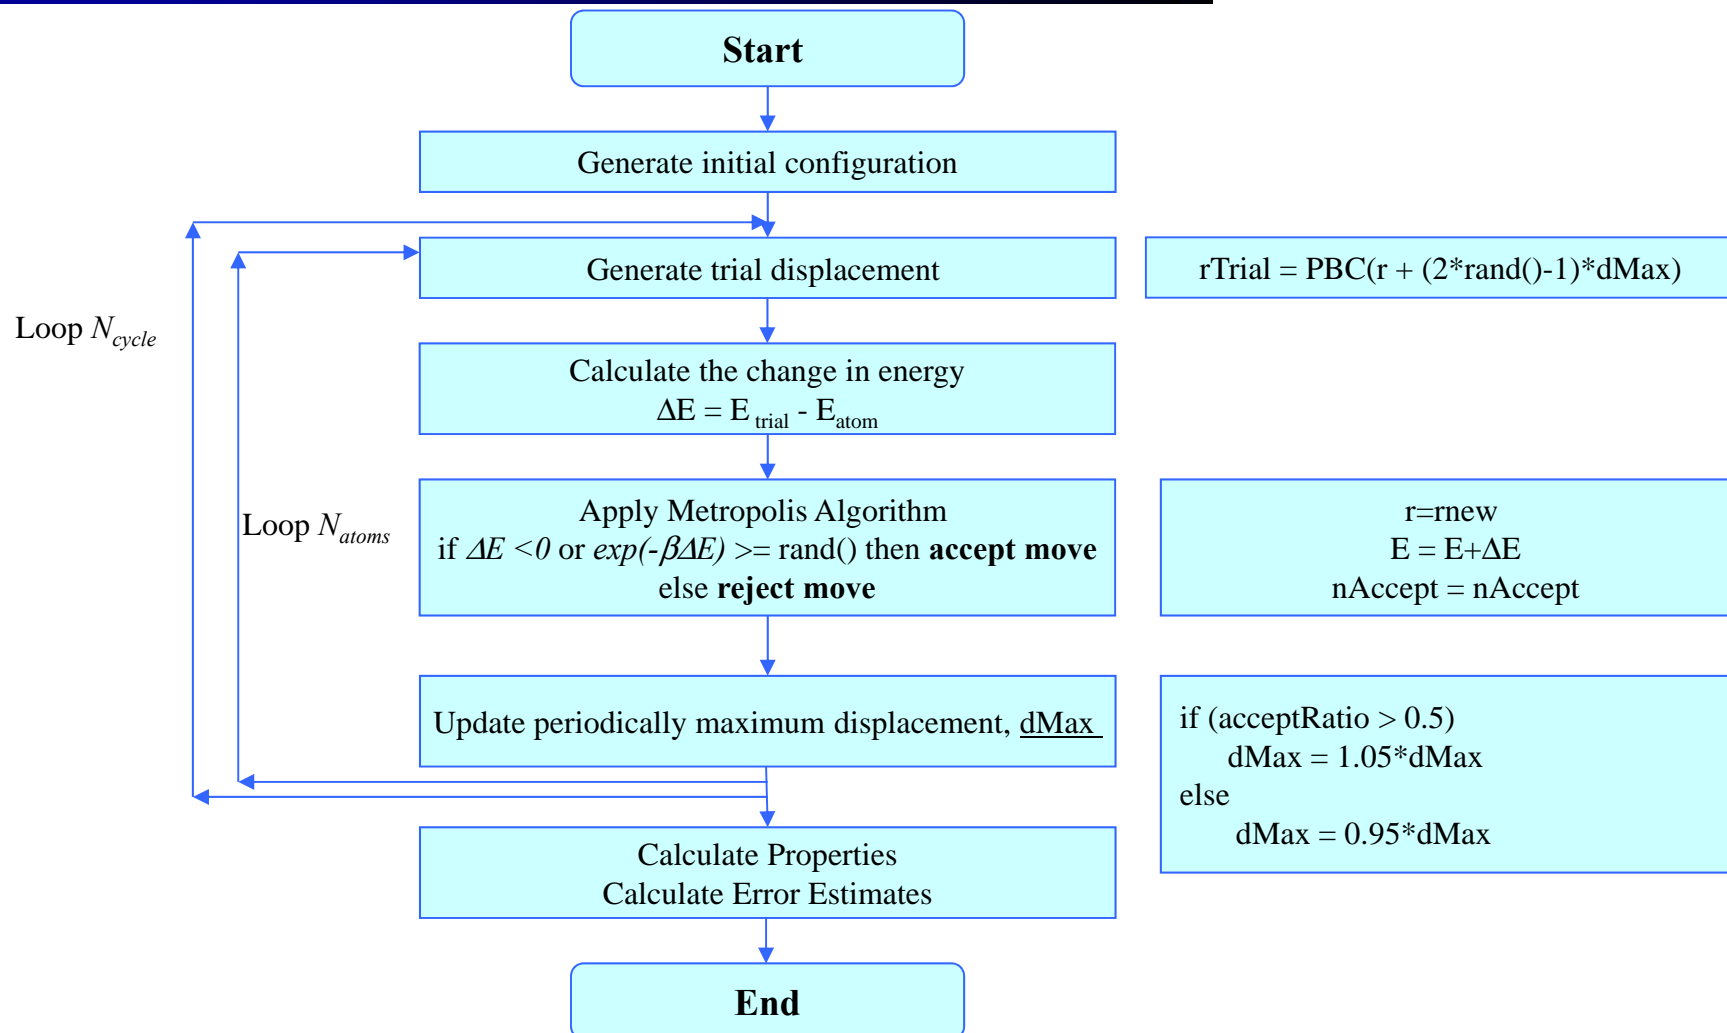 Start
Generate initial configuration
Generate trial displacement
rTrial = PBC(r + (2*rand()-1)*dMax)
Loop N_cycle
Calculate the change in energy
ΔE = E trial - E_atom
Loop N_atoms
Apply Metropolis Algorithm
if ΔE <0 or exp(-βΔE) >= rand() then accept move
else reject move
r=rnew
E = E+ΔE
nAccept = nAccept
Update periodically maximum displacement, dMax
if (acceptRatio > 0.5)
dMax = 1.05*dMax
else
dMax = 0.95*dMax
Calculate Properties
Calculate Error Estimates
End